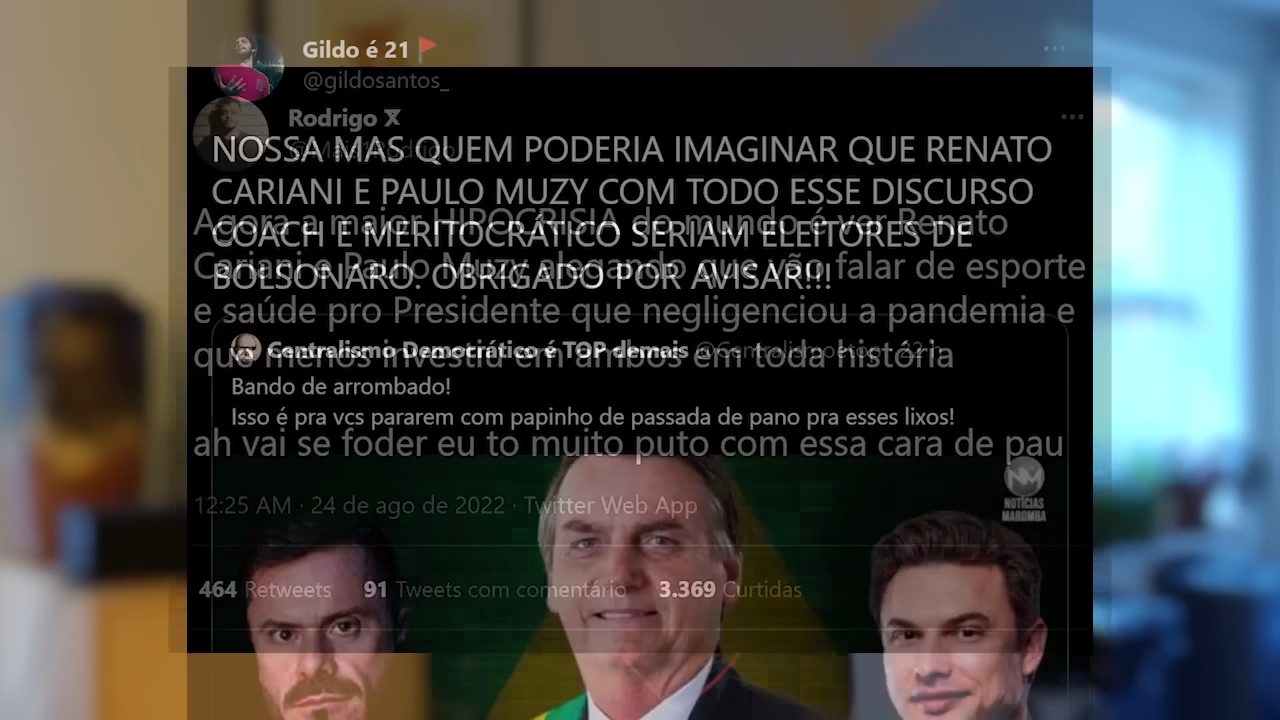 Gildo é 21
@gildosantos_
Rodrigo X
NOSSA MAS QUEM PODERIA IMAGINAR QUE RENATO
CARIANI E PAULO MUZY COM TODO ESSE DISCURSO
COACH E MERITOCRÁTICO SERIAM ELEITORES DE
BOLSONARO. OBRIGADO POR AVISAR!!!
Agora a maior HIPOCRISIA do mundo é ver Renato
Cariani e Paulo Muzy alegando que vão falar de esporte
e saúde pro Presidente que negligenciou a pandemia e
que menos investiu em ambos em toda história
Centralismo Democrático é TOP demais
Bando de arrombado!
Isso é pra vcs pararem com papinho de passada de pano pra esses lixos!
ah vai se foder eu to muito puto com essa cara de pau
NOTÍCIAS
MAROMBA
12:25 AM · 24 de ago de 2022 · Twitter Web App
464 Retweets 91 Tweets com comentário 3.369 Curtidas